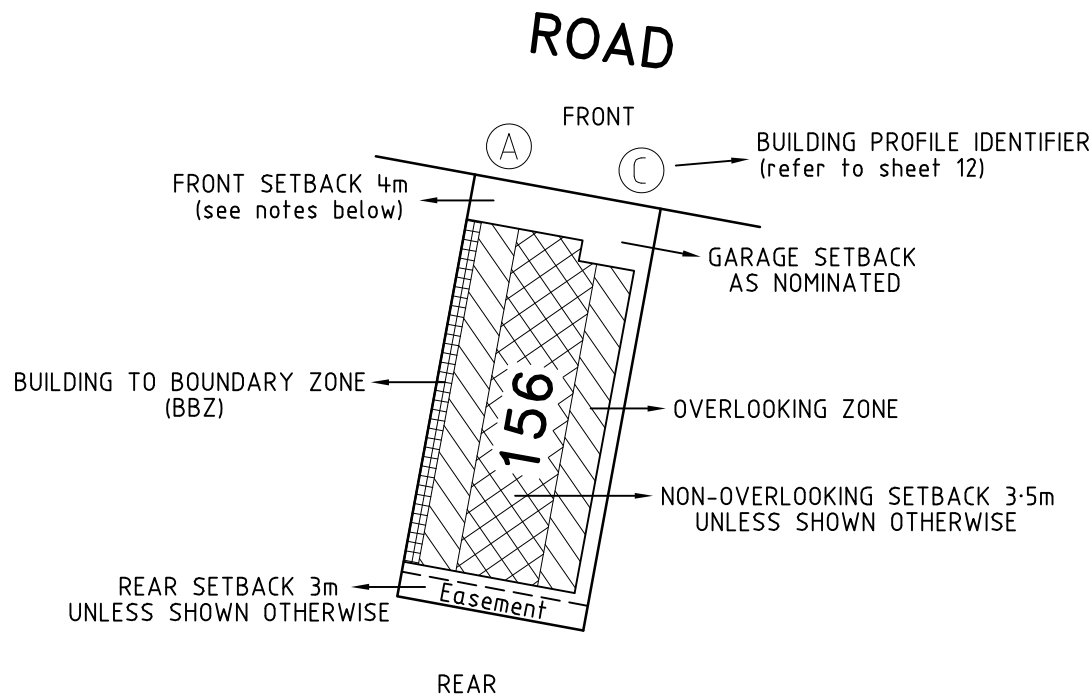 ROAD
FRONT
A
C
BUILDING PROFILE IDENTIFIER
(refer to sheet 12)
FRONT SETBACK 4m
(see notes below)
GARAGE SETBACK
AS NOMINATED
BUILDING TO BOUNDARY ZONE
(BBZ)
156
OVERLOOKING ZONE
NON-OVERLOOKING SETBACK 3·5m
UNLESS SHOWN OTHERWISE
REAR SETBACK 3m
UNLESS SHOWN OTHERWISE
Easement
REAR